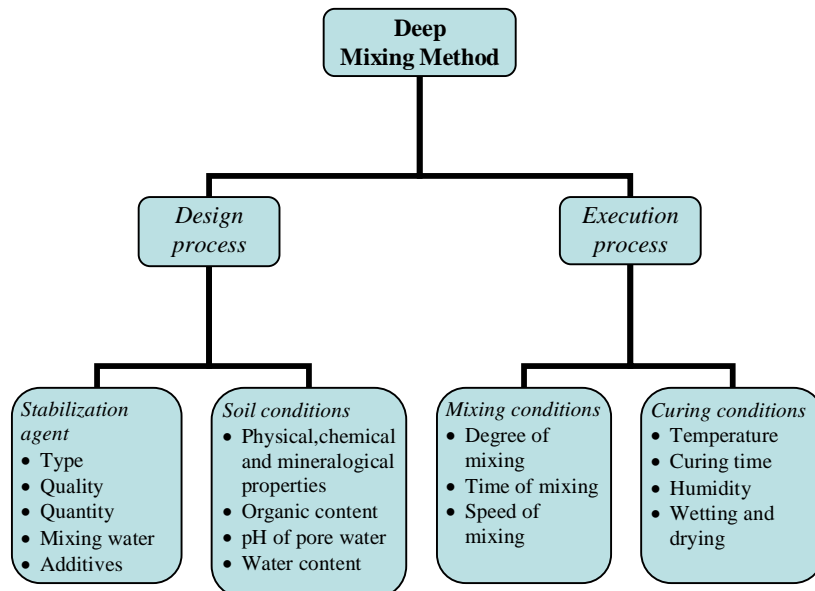 Deep
Mixing Method
Design
process
Execution
process
Stabilization
agent
• Type
• Quality
• Quantity
• Mixing water
• Additives
Soil conditions
• Physical,chemical
and mineralogical
properties
• Organic content
• pH of pore water
• Water content
Mixing conditions
• Degree of
mixing
• Time of mixing
• Speed of
mixing
Curing conditions
• Temperature
• Curing time
• Humidity
• Wetting and
drying